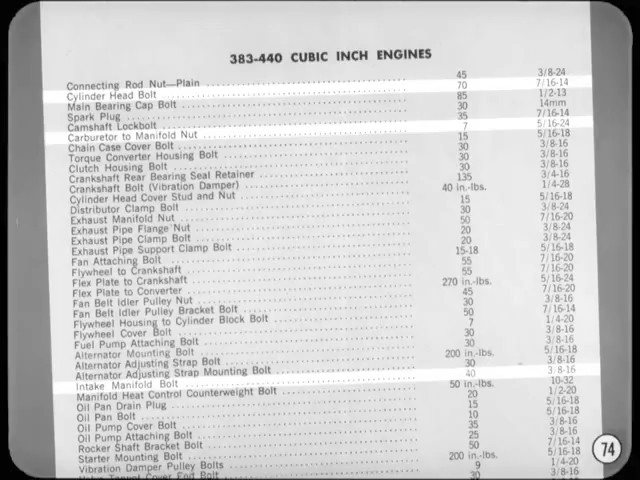 383-440 CUBIC INCH ENGINES
Connecting Rod Nut—Plain 45 3/8-24
Cylinder Head Bolt 70 7/16-14
Main Bearing Cap Bolt 85 1/2-13
Spark Plug 30 14mm
Camshaft Lockbolt 35 7/16-14
Carburetor to Manifold Nut 7 5/16-24
Chain Case Cover Bolt 15 5/16-18
Torque Converter Housing Bolt 30 3/8-16
Clutch Housing Bolt 30 3/8-16
Crankshaft Rear Bearing Seal Retainer 30 3/8-16
Crankshaft Bolt (Vibration Damper) 135 3/4-16
Cylinder Head Cover Stud and Nut 40 in.-lbs. 1/4-28
Distributor Clamp Bolt 15 5/16-18
Exhaust Manifold Nut 30 3/8-24
Exhaust Pipe Flange Nut 50 7/16-20
Exhaust Pipe Clamp Bolt 20 3/8-24
Exhaust Pipe Support Clamp Bolt 20 3/8-24
Fan Attaching Bolt 15-18 5/16-18
Flywheel to Crankshaft 55 7/16-20
Flex Plate to Crankshaft 55 7/16-20
Flex Plate to Converter 270 in.-lbs. 5/16-24
Fan Belt Idler Pulley Nut 45 7/16-20
Fan Belt Idler Pulley Bracket Bolt 30 3/8-16
Flywheel Housing to Cylinder Block Bolt 50 7/16-14
Flywheel Cover Bolt 7 1/4-20
Fuel Pump Attaching Bolt 30 3/8-16
Alternator Mounting Bolt 30 3/8-16
Alternator Adjusting Strap Bolt 200 in.-lbs. 5/16-18
Alternator Adjusting Strap Mounting Bolt 30 3/8-16
Intake Manifold Bolt 40 3/8-16
Manifold Heat Control Counterweight Bolt 50 in.-lbs. 10-32
Oil Pan Drain Plug 20 1/2-20
Oil Pan Bolt 15 5/16-18
Oil Pump Cover Bolt 10 5/16-18
Oil Pump Attaching Bolt 35 3/8-16
Rocker Shaft Bracket Bolt 25 3/8-16
Starter Mounting Bolt 50 7/16-14
Vibration Damper Pulley Bolts 200 in.-lbs. 5/16-18
Tappet Cover End Bolt 9 1/4-20
30 3/8-16
74